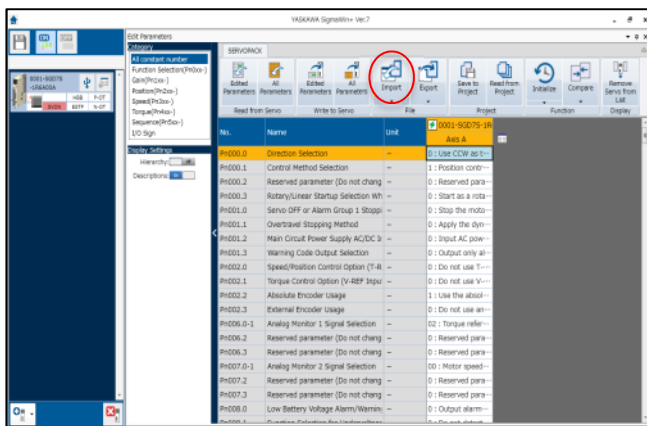 YASKAWA SigmaWin+ Ver.7
Edit Parameters
Category
All constant number
Function Selection(Pn0xx-)
Gain(Pn1xx-)
Position(Pn2xx-)
Speed(Pn3xx-)
Torque(Pn4xx-)
Sequence(Pn5xx-)
I/O Sign
Display Settings
Hierarchy:
Descriptions:
0001-SGD7S
-1R6A00A
HBB P-OT
SVON N-OT
SERVOPACK
Edited Parameters
All Parameters
Edited Parameters
All Parameters
Import
Export
Save to Project
Read from Project
Initialize
Compare
Remove Servo from List
Read from Servo
Write to Servo
File
Project
Function
Display
No. Name Unit 0001-SGD7S-1R
Axis A
Pn000.0 Direction Selection -- 0 : Use CCW as t--
Pn000.1 Control Method Selection -- 1 : Position contr--
Pn000.2 Reserved parameter (Do not chang -- 0 : Reserved para--
Pn000.3 Rotary/Linear Startup Selection Wh -- 0 : Start as a rota--
Pn001.0 Servo OFF or Alarm Group 1 Stoppi -- 0 : Stop the moto--
Pn001.1 Overtravel Stopping Method -- 0 : Apply the dyn--
Pn001.2 Main Circuit Power Supply AC/DC I -- 0 : Input AC pow--
Pn001.3 Warning Code Output Selection -- 0 : Output only al--
Pn002.0 Speed/Position Control Option (T-R -- 0 : Do not use T--
Pn002.1 Torque Control Option (V-REF Input -- 0 : Do not use V--
Pn002.2 Absolute Encoder Usage -- 1 : Use the absol--
Pn002.3 External Encoder Usage -- 0 : Do not use an--
Pn006.0-1 Analog Monitor 1 Signal Selection -- 02 : Torque refer--
Pn006.2 Reserved parameter (Do not chang -- 0 : Reserved para--
Pn006.3 Reserved parameter (Do not chang -- 0 : Reserved para--
Pn007.0-1 Analog Monitor 2 Signal Selection -- 00 : Motor speed--
Pn007.2 Reserved parameter (Do not chang -- 0 : Reserved para--
Pn007.3 Reserved parameter (Do not chang -- 0 : Reserved para--
Pn008.0 Low Battery Voltage Alarm/Warnin -- 0 : Output alarm--